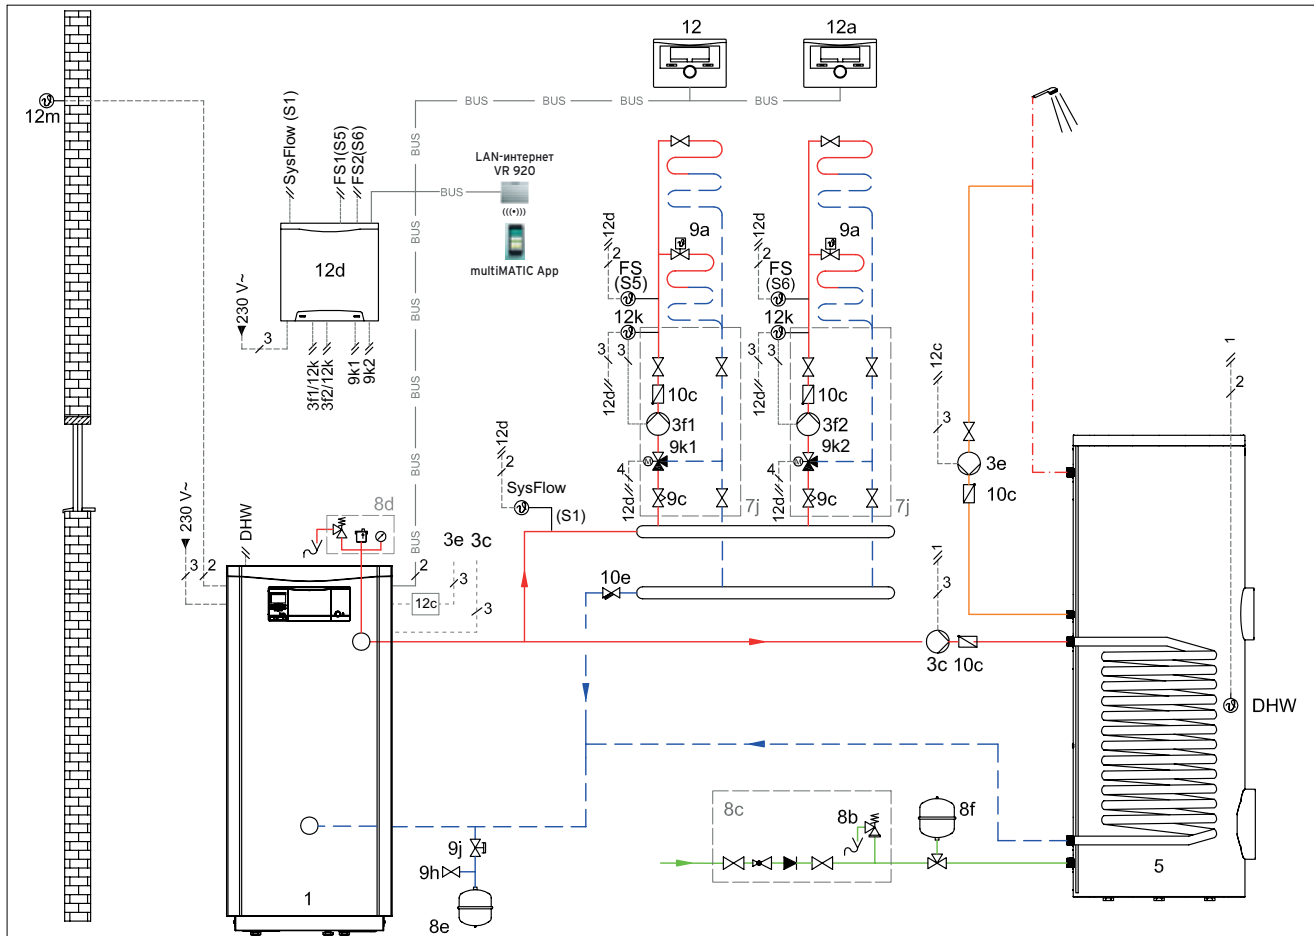 12
12a
BUS
BUS
BUS
BUS
12m
SysFlow (S1)
FS1(S5)
FS2(S6)
BUS
LAN-интернет
VR 920
BUS
BUS
multiMATIC App
BUS
BUS
BUS
12d
230 V~
3
3f1/12k
3f2/12k
9k1
9k2
12d
2
FS
(S5)
9a
12k
3
3
12d
10c
3f1
9k1
M
4
12d
9c
7j
12d
2
FS
(S6)
9a
12k
3
3
12d
10c
3f2
9k2
M
4
12d
9c
7j
12c
3
3e
10c
1
2
12d
2
SysFlow
(S1)
230 V~
3
2
DHW
8d
BUS
2
3e
3c
12c
3
3
10e
1
3
3c
10c
DHW
8c
8b
8f
9j
9h
8e
1
5